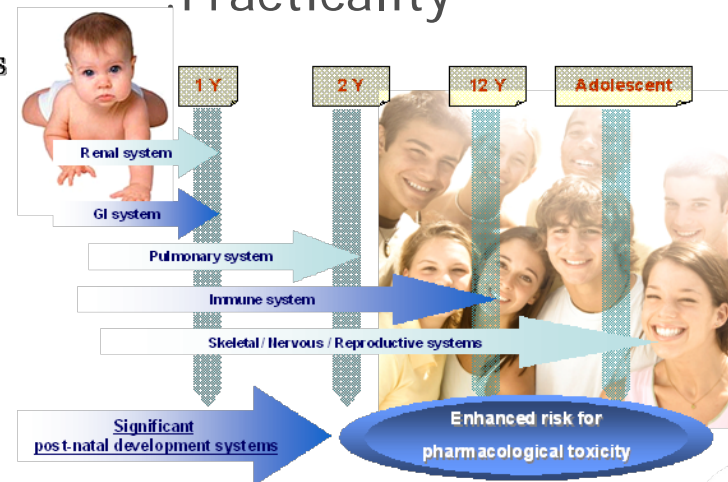 .Practicality
s
1 Y
2 Y
12 Y
Adolescent
Renal system
GI system
Pulmonary system
Immune system
Skeletal / Nervous / Reproductive systems
Significant
post-natal development systems
Enhanced risk for
pharmacological toxicity